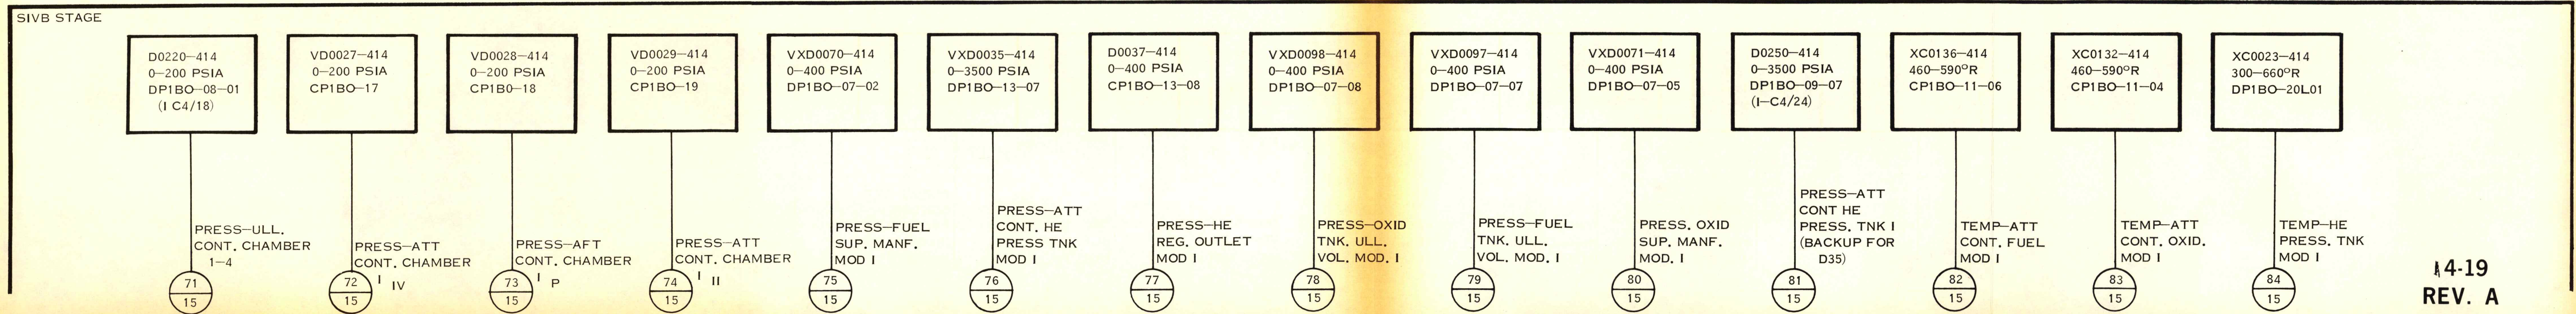 SIVB STAGE
D0220-414
0-200 PSIA
DP1BO-08-01
(I C4/18)
PRESS-ULL.
CONT. CHAMBER
1-4
71
15
VD0027-414
0-200 PSIA
CP1BO-17
PRESS-ATT
CONT. CHAMBER
I IV
72
15
VD0028-414
0-200 PSIA
CP1B0-18
PRESS-AFT
CONT. CHAMBER
I P
73
15
VD0029-414
0-200 PSIA
CP1BO-19
PRESS-ATT
CONT. CHAMBER
I II
74
15
VXD0070-414
0-400 PSIA
DP1BO-07-02
PRESS-FUEL
SUP. MANF.
MOD I
75
15
VXD0035-414
0-3500 PSIA
DP1BO-13-07
PRESS-ATT
CONT. HE
PRESS TNK
MOD I
76
15
D0037-414
0-400 PSIA
CP1BO-13-08
PRESS-HE
REG. OUTLET
MOD I
77
15
VXD0098-414
0-400 PSIA
DP1BO-07-08
PRESS-OXID
TNK. ULL.
VOL. MOD. I
78
15
VXD0097-414
0-400 PSIA
DP1BO-07-07
PRESS-FUEL
TNK. ULL.
VOL. MOD. I
79
15
VXD0071-414
0-400 PSIA
DP1BO-07-05
PRESS. OXID
SUP. MANF.
MOD. I
80
15
D0250-414
0-3500 PSIA
DP1BO-09-07
(I-C4/24)
PRESS-ATT
CONT HE
PRESS. TNK I
(BACKUP FOR
D35)
81
15
XC0136-414
460-590°R
CP1BO-11-06
TEMP-ATT
CONT. FUEL
MOD I
82
15
XC0132-414
460-590°R
CP1BO-11-04
TEMP-ATT
CONT. OXID.
MOD I
83
15
XC0023-414
300-660°R
DP1BO-20L01
TEMP-HE
PRESS. TNK
MOD I
84
15
14-19
REV. A